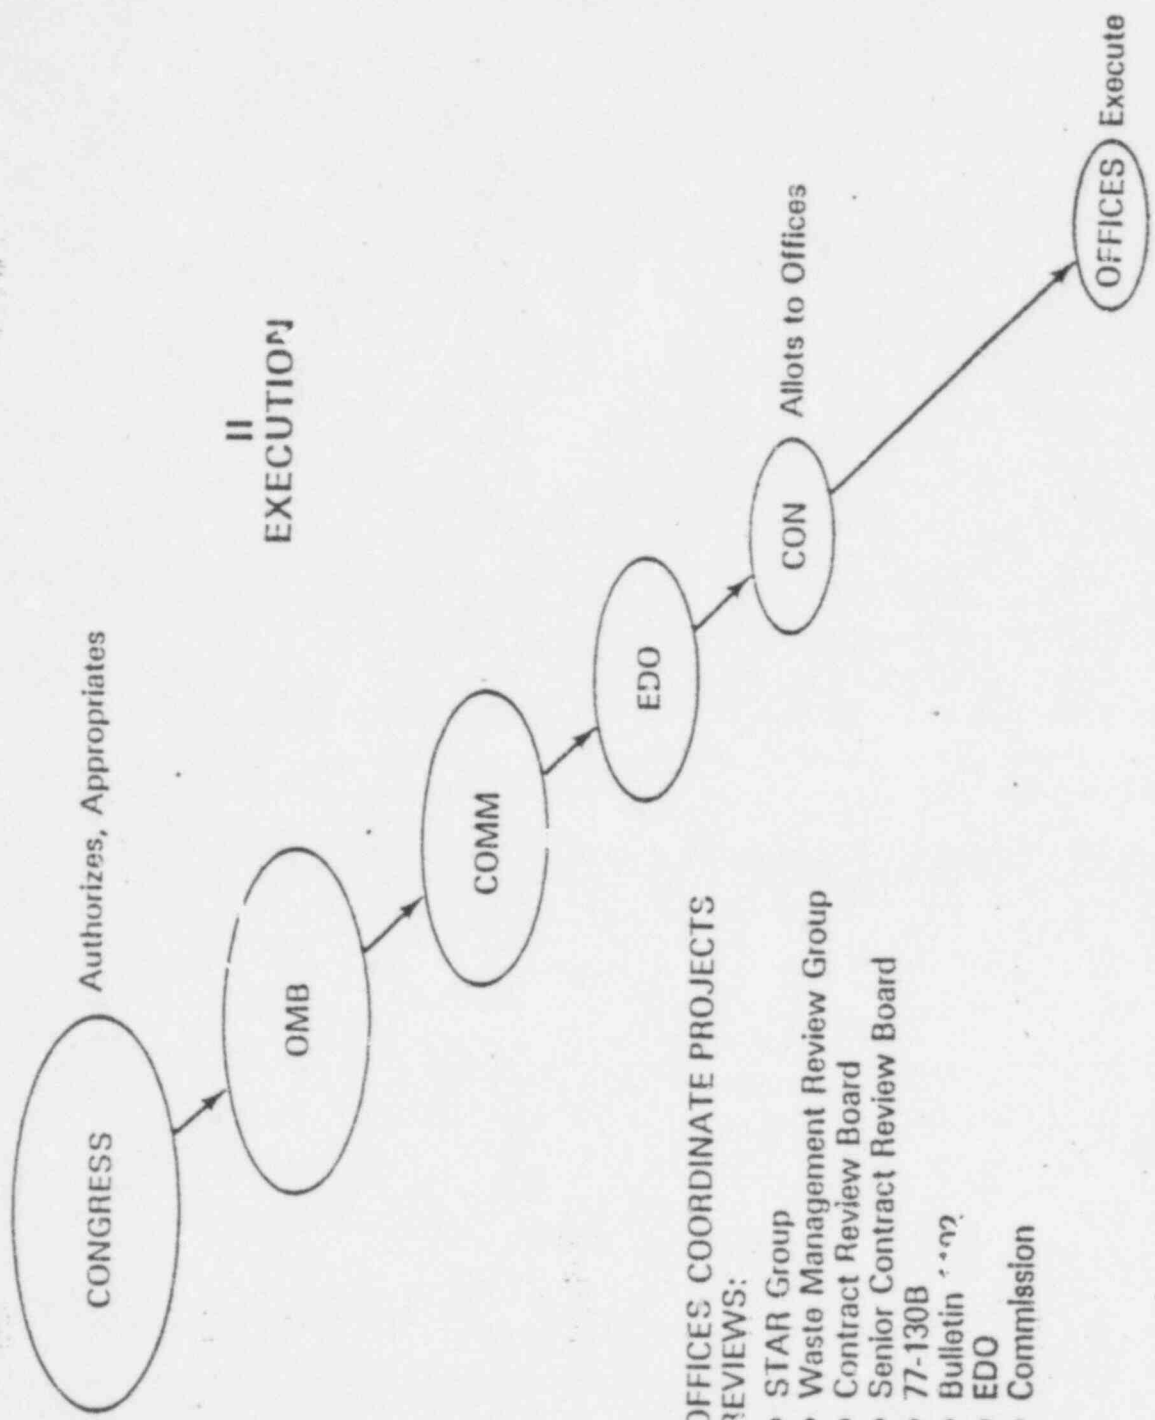 II
EXECUTION
CONGRESS
Authorizes, Appropriates
OMB
COMM
EDO
CON
Allots to Offices
OFFICES
Execute
OFFICES COORDINATE PROJECTS
REVIEWS:
• STAR Group
• Waste Management Review Group
• Contract Review Board
• Senior Contract Review Board
• 77-130B
• Bulletin
• EDO
• Commission